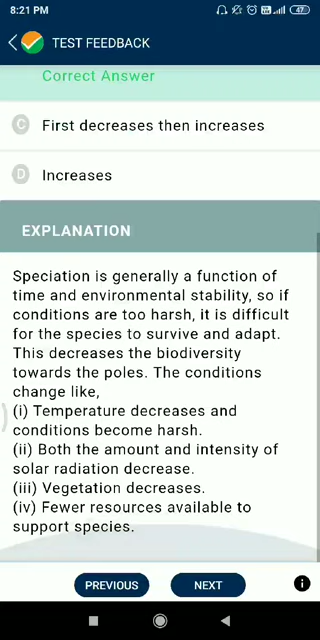 8:21 PM
47
TEST FEEDBACK
Correct Answer
C First decreases then increases
D Increases
EXPLANATION
Speciation is generally a function of
time and environmental stability, so if
conditions are too harsh, it is difficult
for the species to survive and adapt.
This decreases the biodiversity
towards the poles. The conditions
change like,
(i) Temperature decreases and
conditions become harsh.
(ii) Both the amount and intensity of
solar radiation decrease.
(iii) Vegetation decreases.
(iv) Fewer resources available to
support species.
PREVIOUS
NEXT